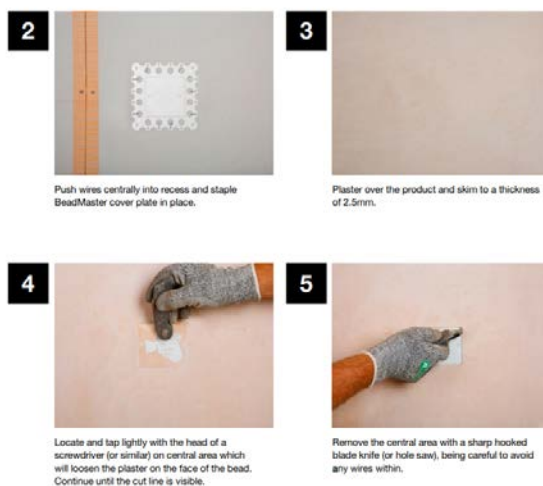 2
3
Push wires centrally into recess and staple
BeadMaster cover plate in place.
Plaster over the product and skim to a thickness
of 2.5mm.
4
5
Locate and tap lightly with the head of a
screwdriver (or similar) on central area which
will loosen the plaster on the face of the bead.
Continue until the cut line is visible.
Remove the central area with a sharp hooked
blade knife (or hole saw), being careful to avoid
any wires within.